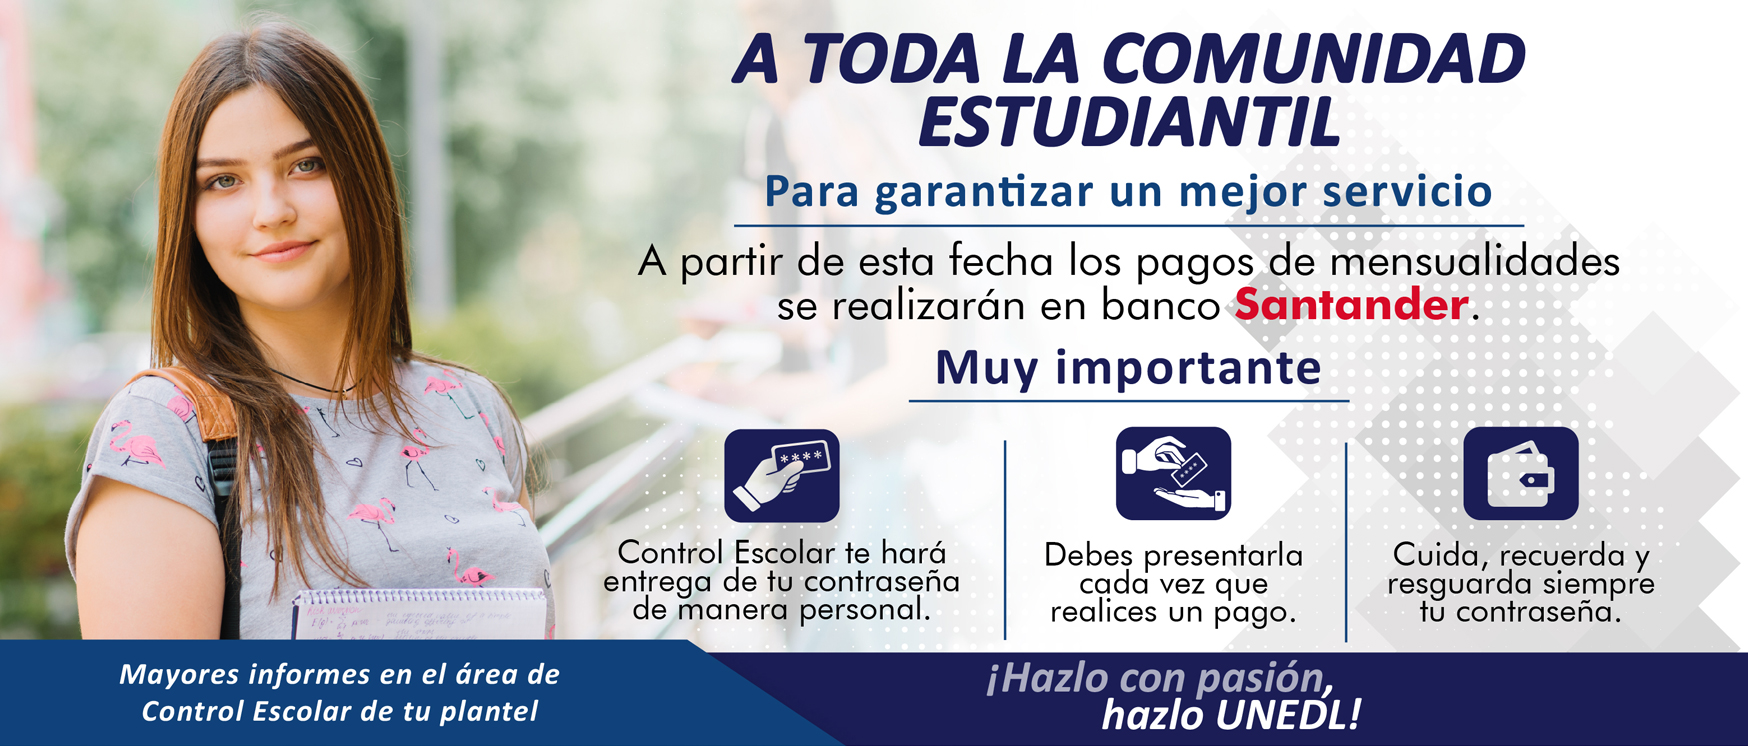 A TODA LA COMUNIDAD
ESTUDIANTIL
Para garantizar un mejor servicio
A partir de esta fecha los pagos de mensualidades
se realizarán en banco Santander.
Muy importante
****
Control Escolar te hará
entrega de tu contraseña
de manera personal.
****
Debes presentarla
cada vez que
realices un pago.
Cuida, recuerda y
resguarda siempre
tu contraseña.
Mayores informes en el área de
Control Escolar de tu plantel
¡Hazlo con pasión,
hazlo UNEDL!